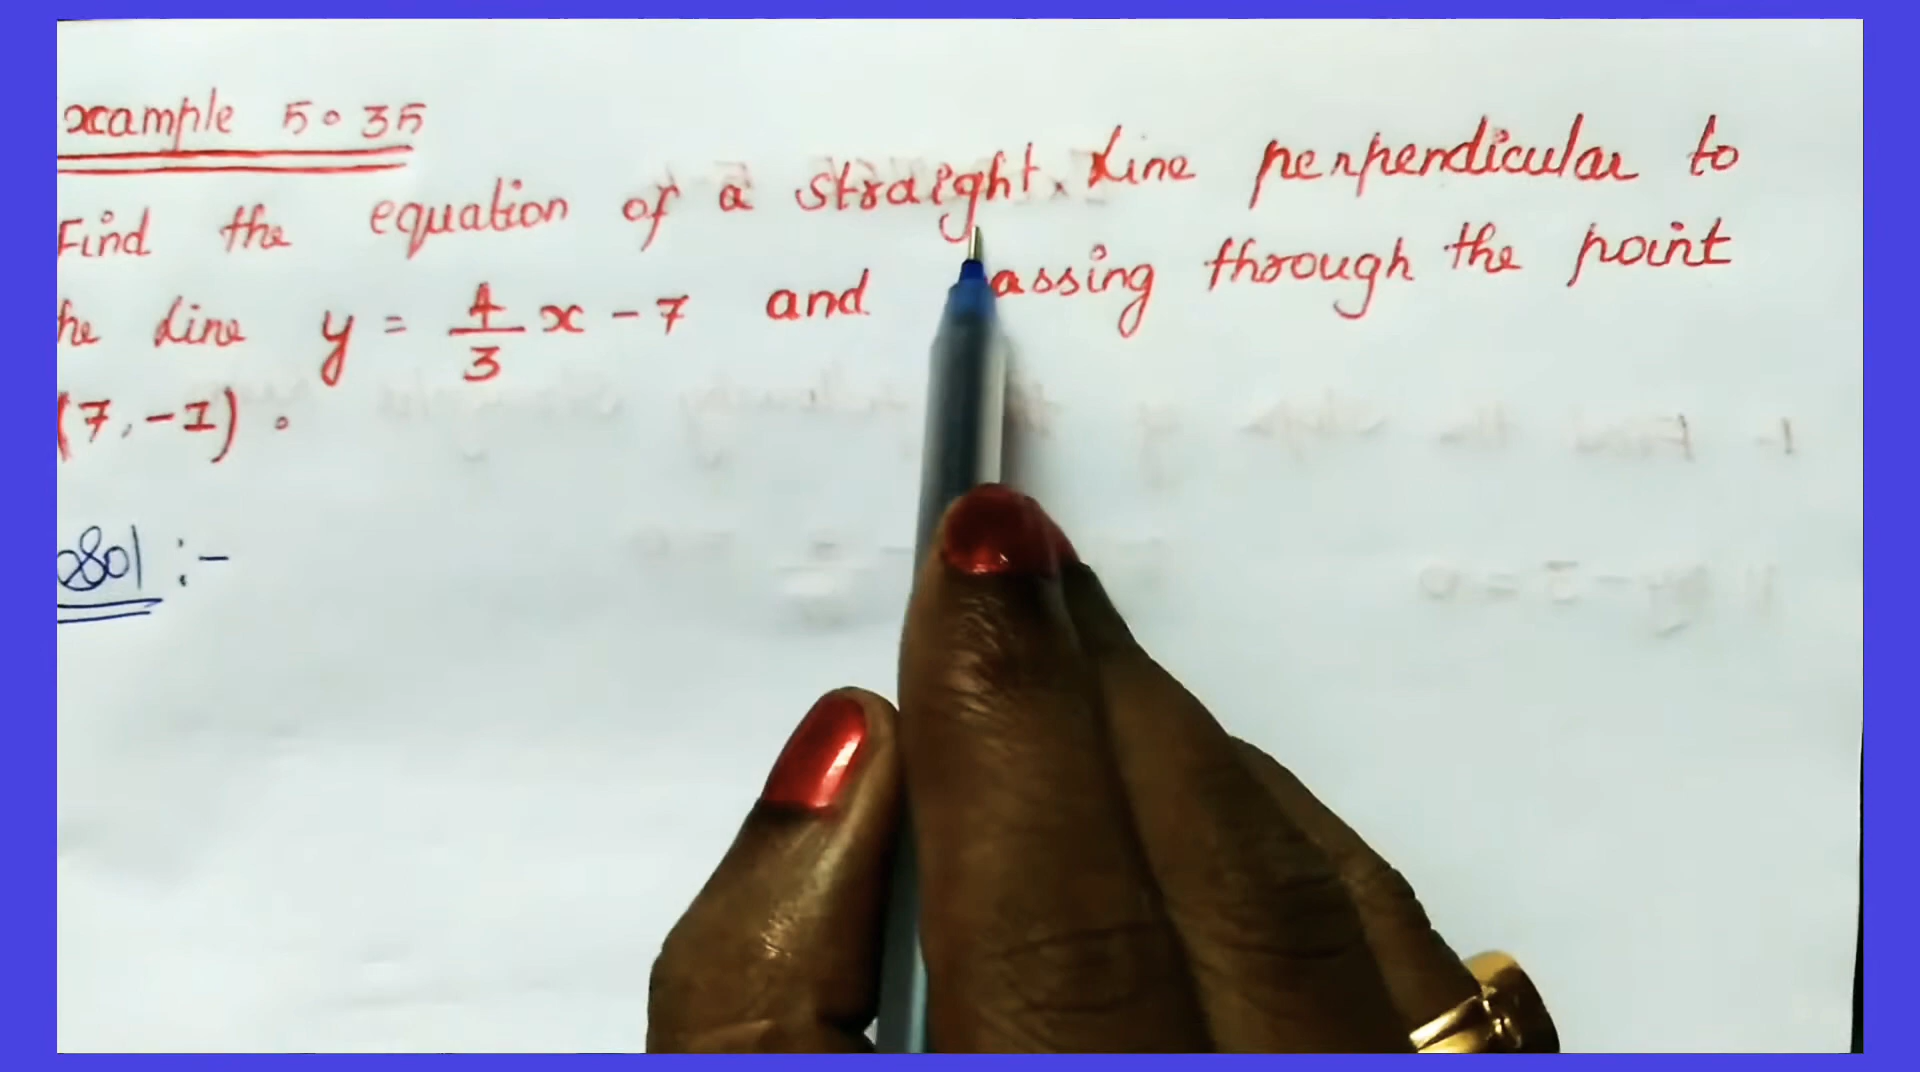 xample 5.35
Find the equation of a straight line perpendicular to
he line y = 4/3 x - 7 and assing through the point
(7, -1).
Sol :-